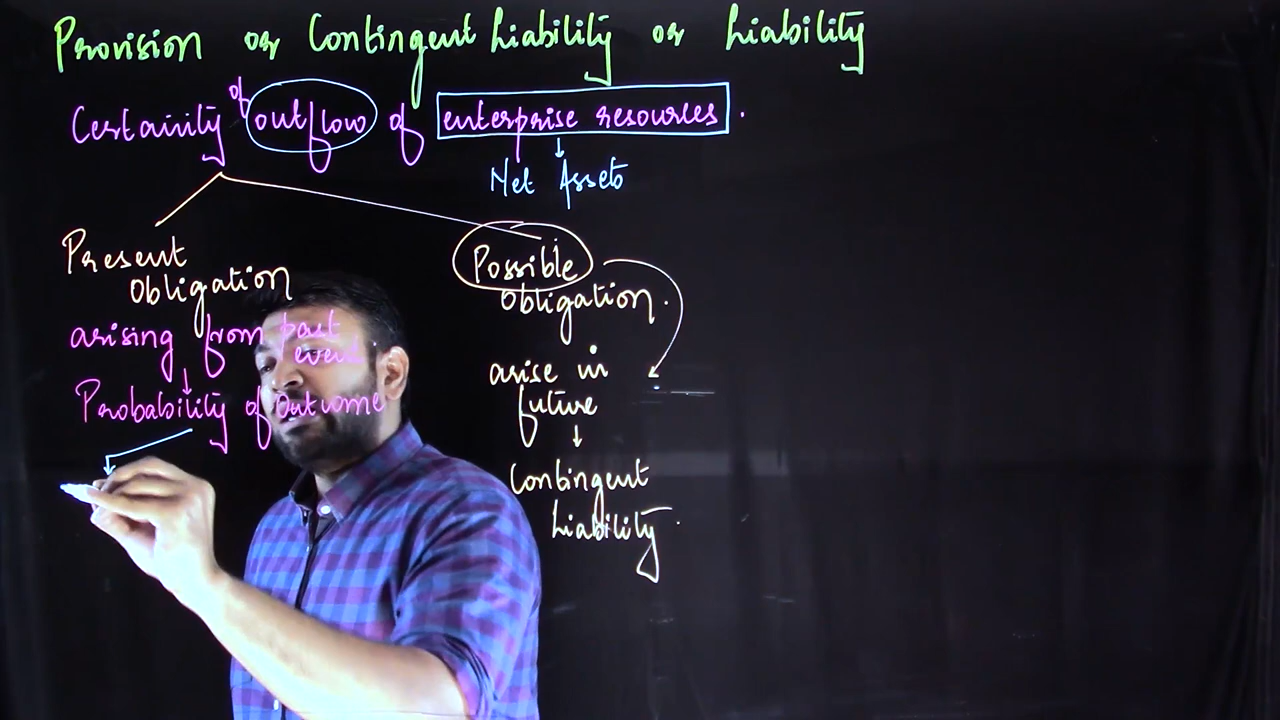 Provision or Contingent Liability or Liability
Certainity of outflow of enterprise resources.
Net Assets
Present
Obligation
arising from past
event
Probability of Outcome
Possible
Obligation.
arise in
future
Contingent
Liability.